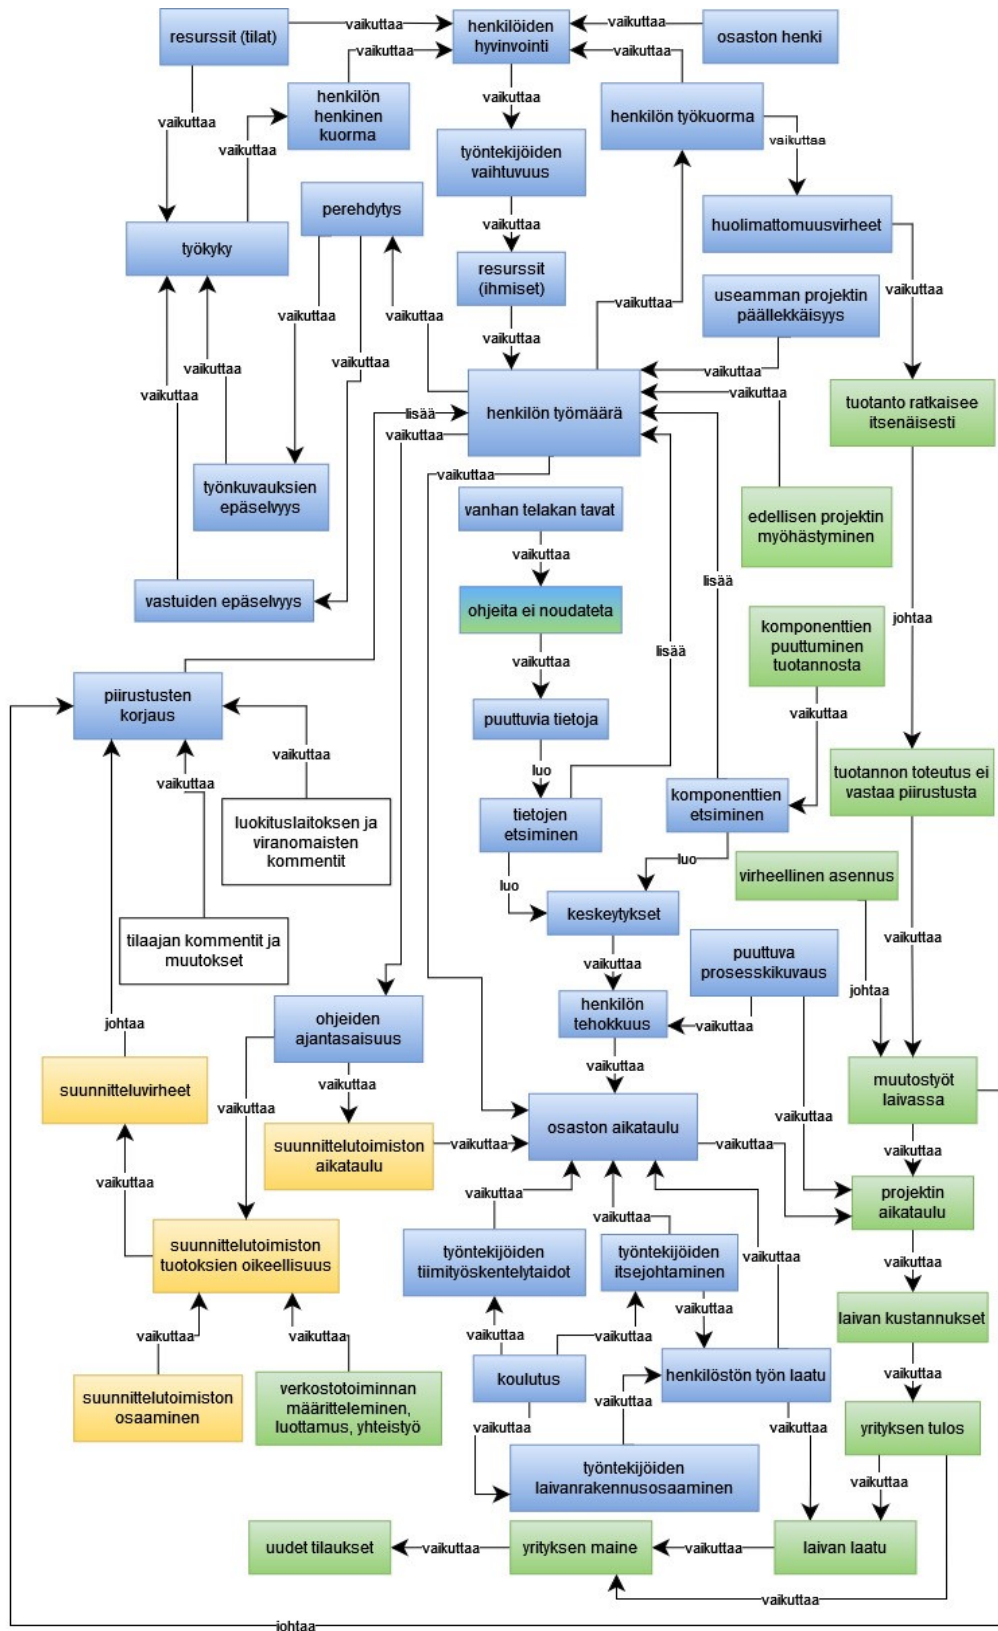 resurssit (tilat)
vaikuttaa
henkilöiden
hyvinvointi
vaikuttaa
osaston henki
vaikuttaa
vaikuttaa
henkilön
henkinen
kuorma
vaikuttaa
henkilön työkuorma
vaikuttaa
vaikuttaa
vaikuttaa
työntekijöiden
vaihtuvuus
perehdytys
työkyky
vaikuttaa
huolimattomuusvirheet
resurssit
(ihmiset)
vaikuttaa
vaikuttaa
vaikuttaa
vaikuttaa
useamman projektin
päällekkäisyys
vaikuttaa
vaikuttaa
vaikuttaa
vaikuttaa
vaikuttaa
vaikuttaa
vaikuttaa
henkilön työmäärä
vaikuttaa
tuotanto ratkaisee
itsenäisesti
lisää
vaikuttaa
vaikuttaa
työnkuvauksien
epäselvyys
vanhan telakan tavat
edellisen projektin
myöhästyminen
vaikuttaa
lisää
vastuiden epäselvyys
ohjeita ei noudateta
johtaa
komponenttien
puuttuminen
tuotannosta
lisää
vaikuttaa
piirustusten
korjaus
puuttuvia tietoja
vaikuttaa
vaikuttaa
vaikuttaa
luo
tuotannon toteutus ei
vastaa piirustusta
komponenttien
etsiminen
tietojen
etsiminen
luokituslaitoksen ja
viranomaisten
kommentit
luo
virheellinen asennus
luo
keskeytykset
tilaajan kommentit ja
muutokset
vaikuttaa
vaikuttaa
puuttuva
prosessikuvaus
johtaa
henkilön
tehokkuus
vaikuttaa
ohjeiden
ajantasaisuus
johtaa
vaikuttaa
suunnitteluvirheet
vaikuttaa
muutostyöt
laivassa
vaikuttaa
vaikuttaa
osaston aikataulu
suunnittelutoimiston
aikataulu
vaikuttaa
vaikuttaa
vaikuttaa
vaikuttaa
vaikuttaa
projektin
aikataulu
vaikuttaa
vaikuttaa
suunnittelutoimiston
tuotoksien oikeellisuus
työntekijöiden
tiimityöskentelytaidot
työntekijöiden
itsejohtaminen
vaikuttaa
vaikuttaa
vaikuttaa
laivan kustannukset
vaikuttaa
vaikuttaa
vaikuttaa
vaikuttaa
koulutus
henkilöstön työn laatu
vaikuttaa
suunnittelutoimiston
osaaminen
verkostotoiminnan
määritteleminen,
luottamus, yhteistyö
vaikuttaa
vaikuttaa
vaikuttaa
yrityksen tulos
työntekijöiden
laivanrakennusosaaminen
vaikuttaa
uudet tilaukset
vaikuttaa
yrityksen maine
vaikuttaa
laivan laatu
vaikuttaa
johtaa